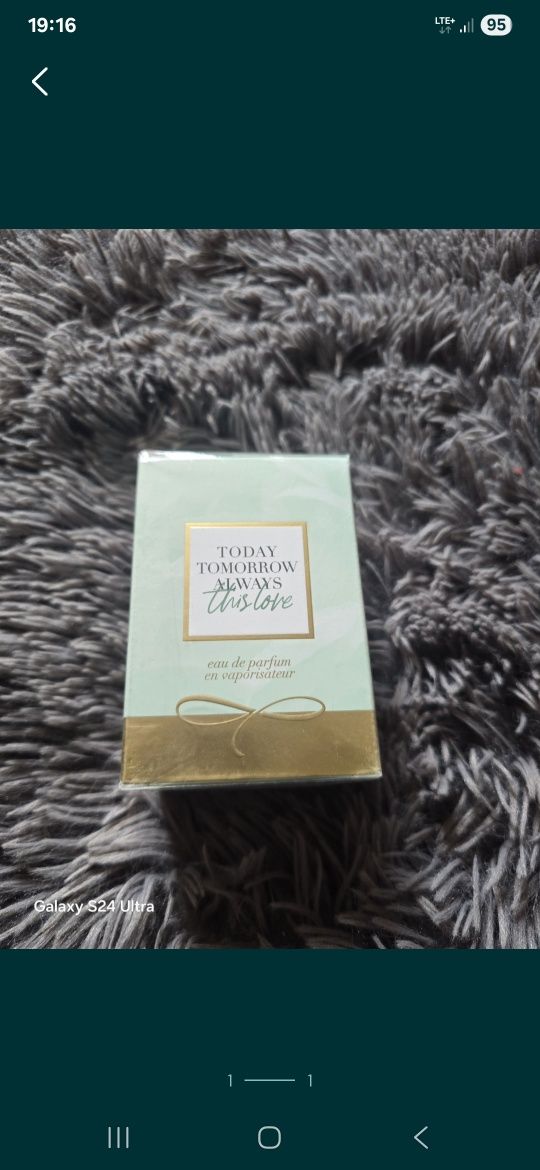 19:16
LTE+
95
TODAY
TOMORROW
ALWAYS
this love
eau de parfum
en vaporisateur
Galaxy S24 Ultra
1
1